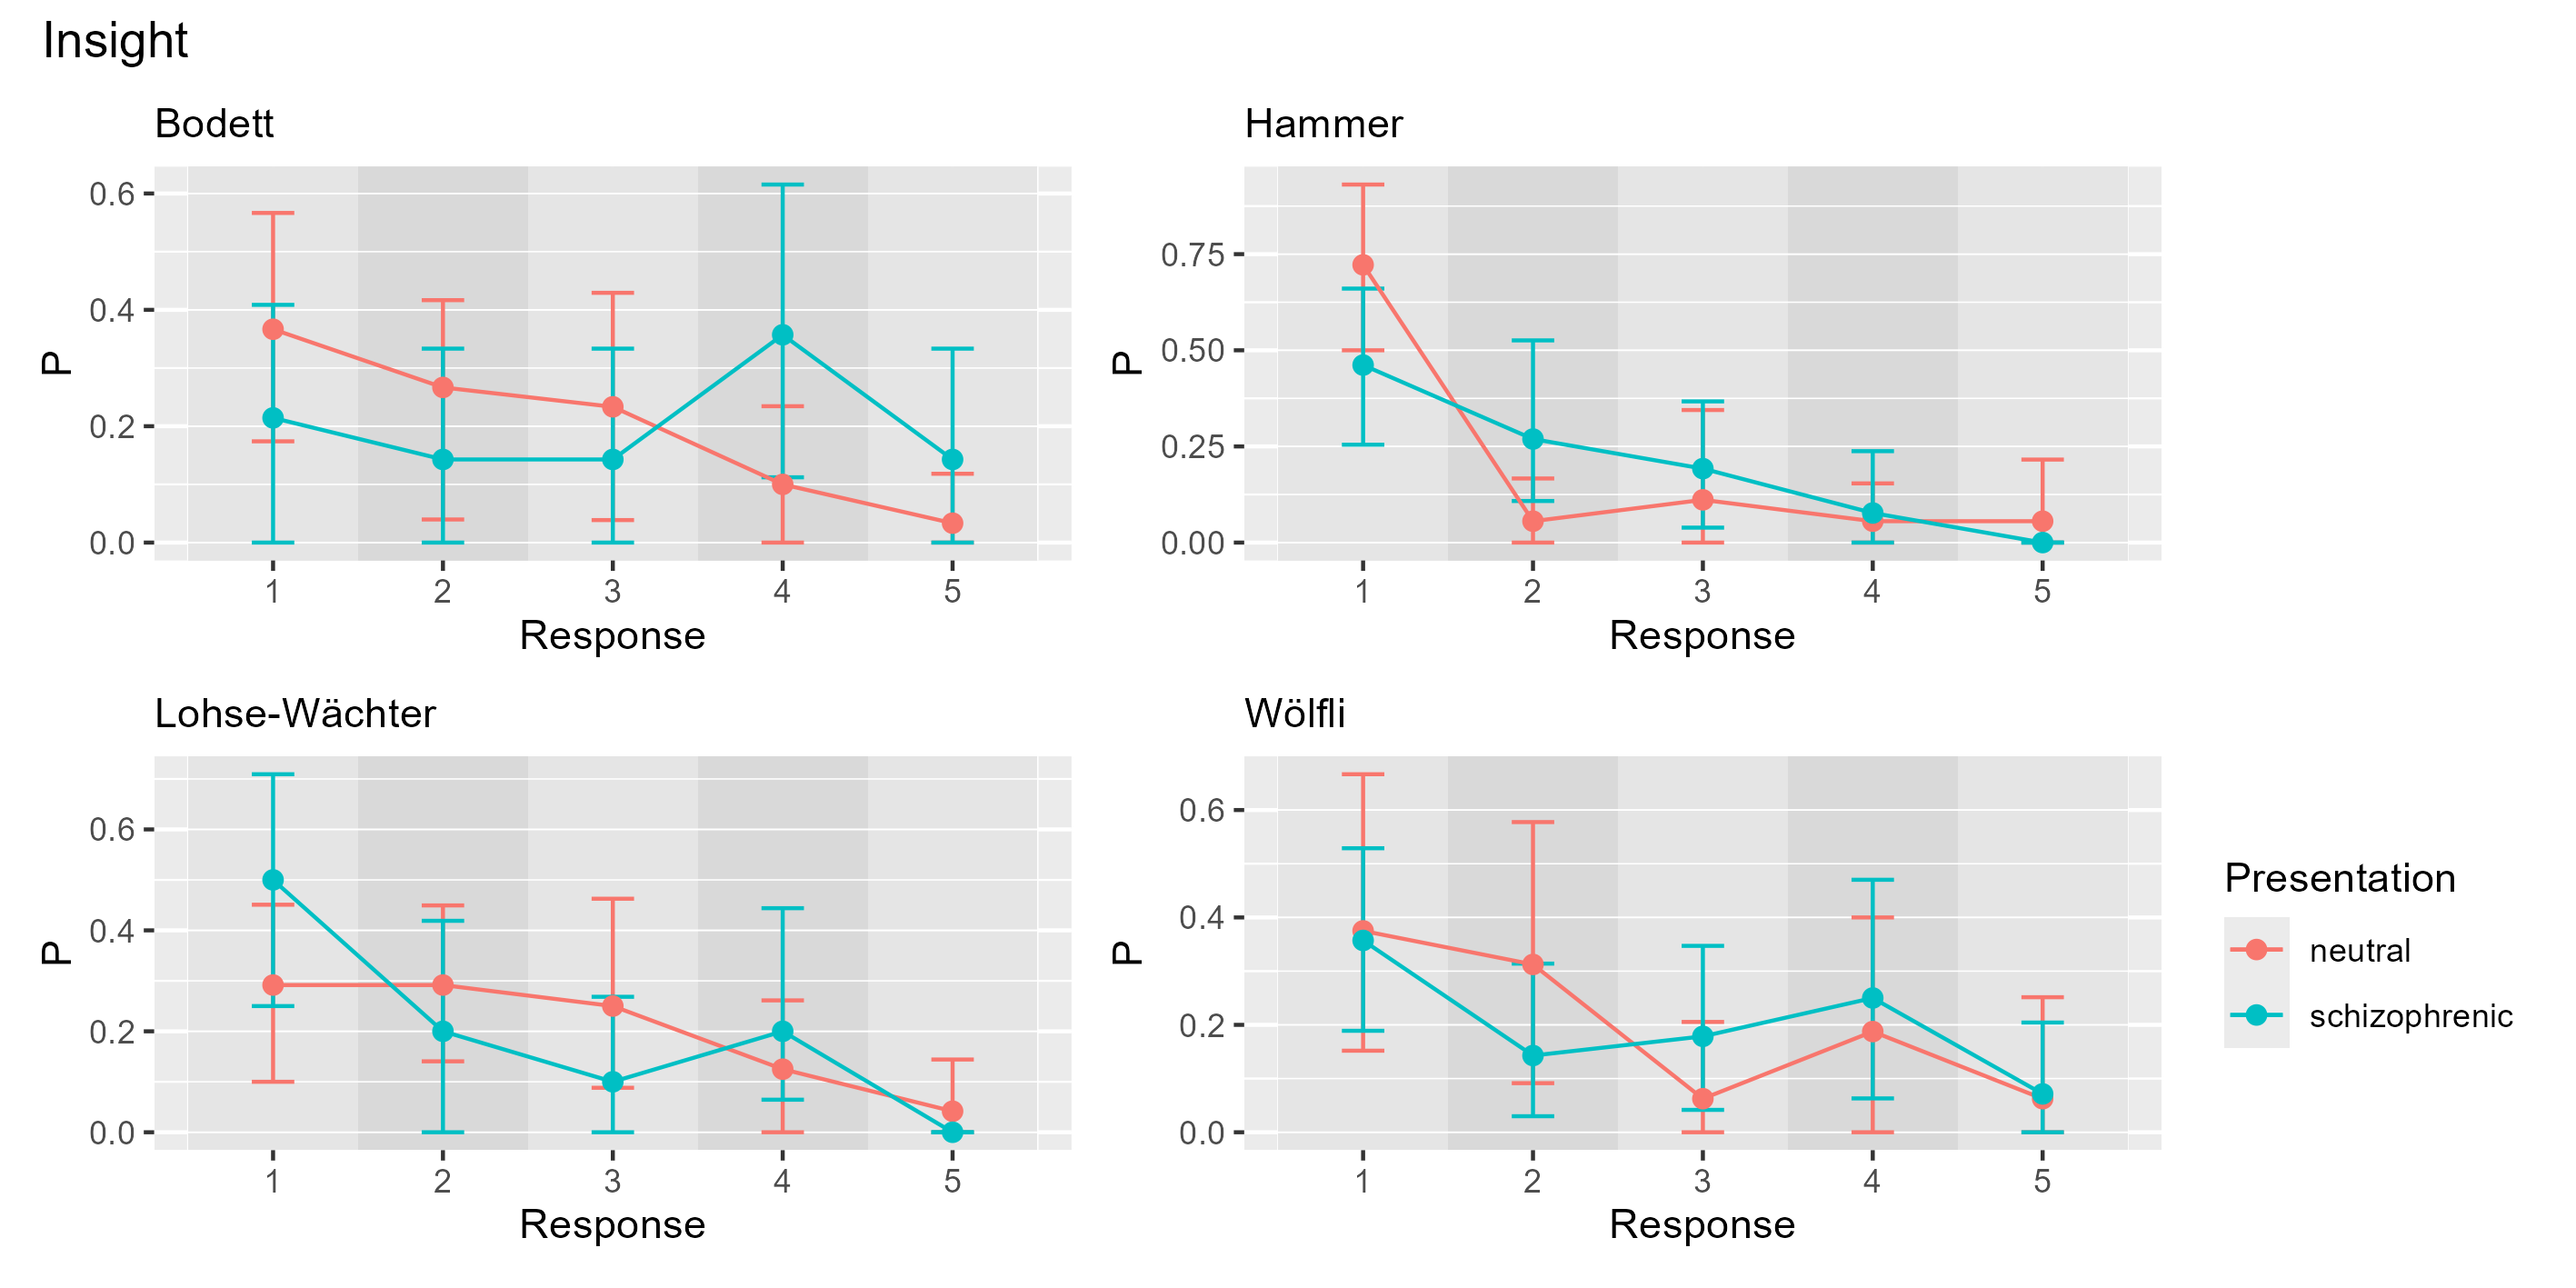 Insight
Bodett
P
0.6
0.4
0.2
0.0
1 2 3 4 5
Response
Hammer
P
0.75
0.50
0.25
0.00
1 2 3 4 5
Response
Lohse-Wächter
P
0.6
0.4
0.2
0.0
1 2 3 4 5
Response
Wölfli
P
0.6
0.4
0.2
0.0
1 2 3 4 5
Response
Presentation
neutral
schizophrenic